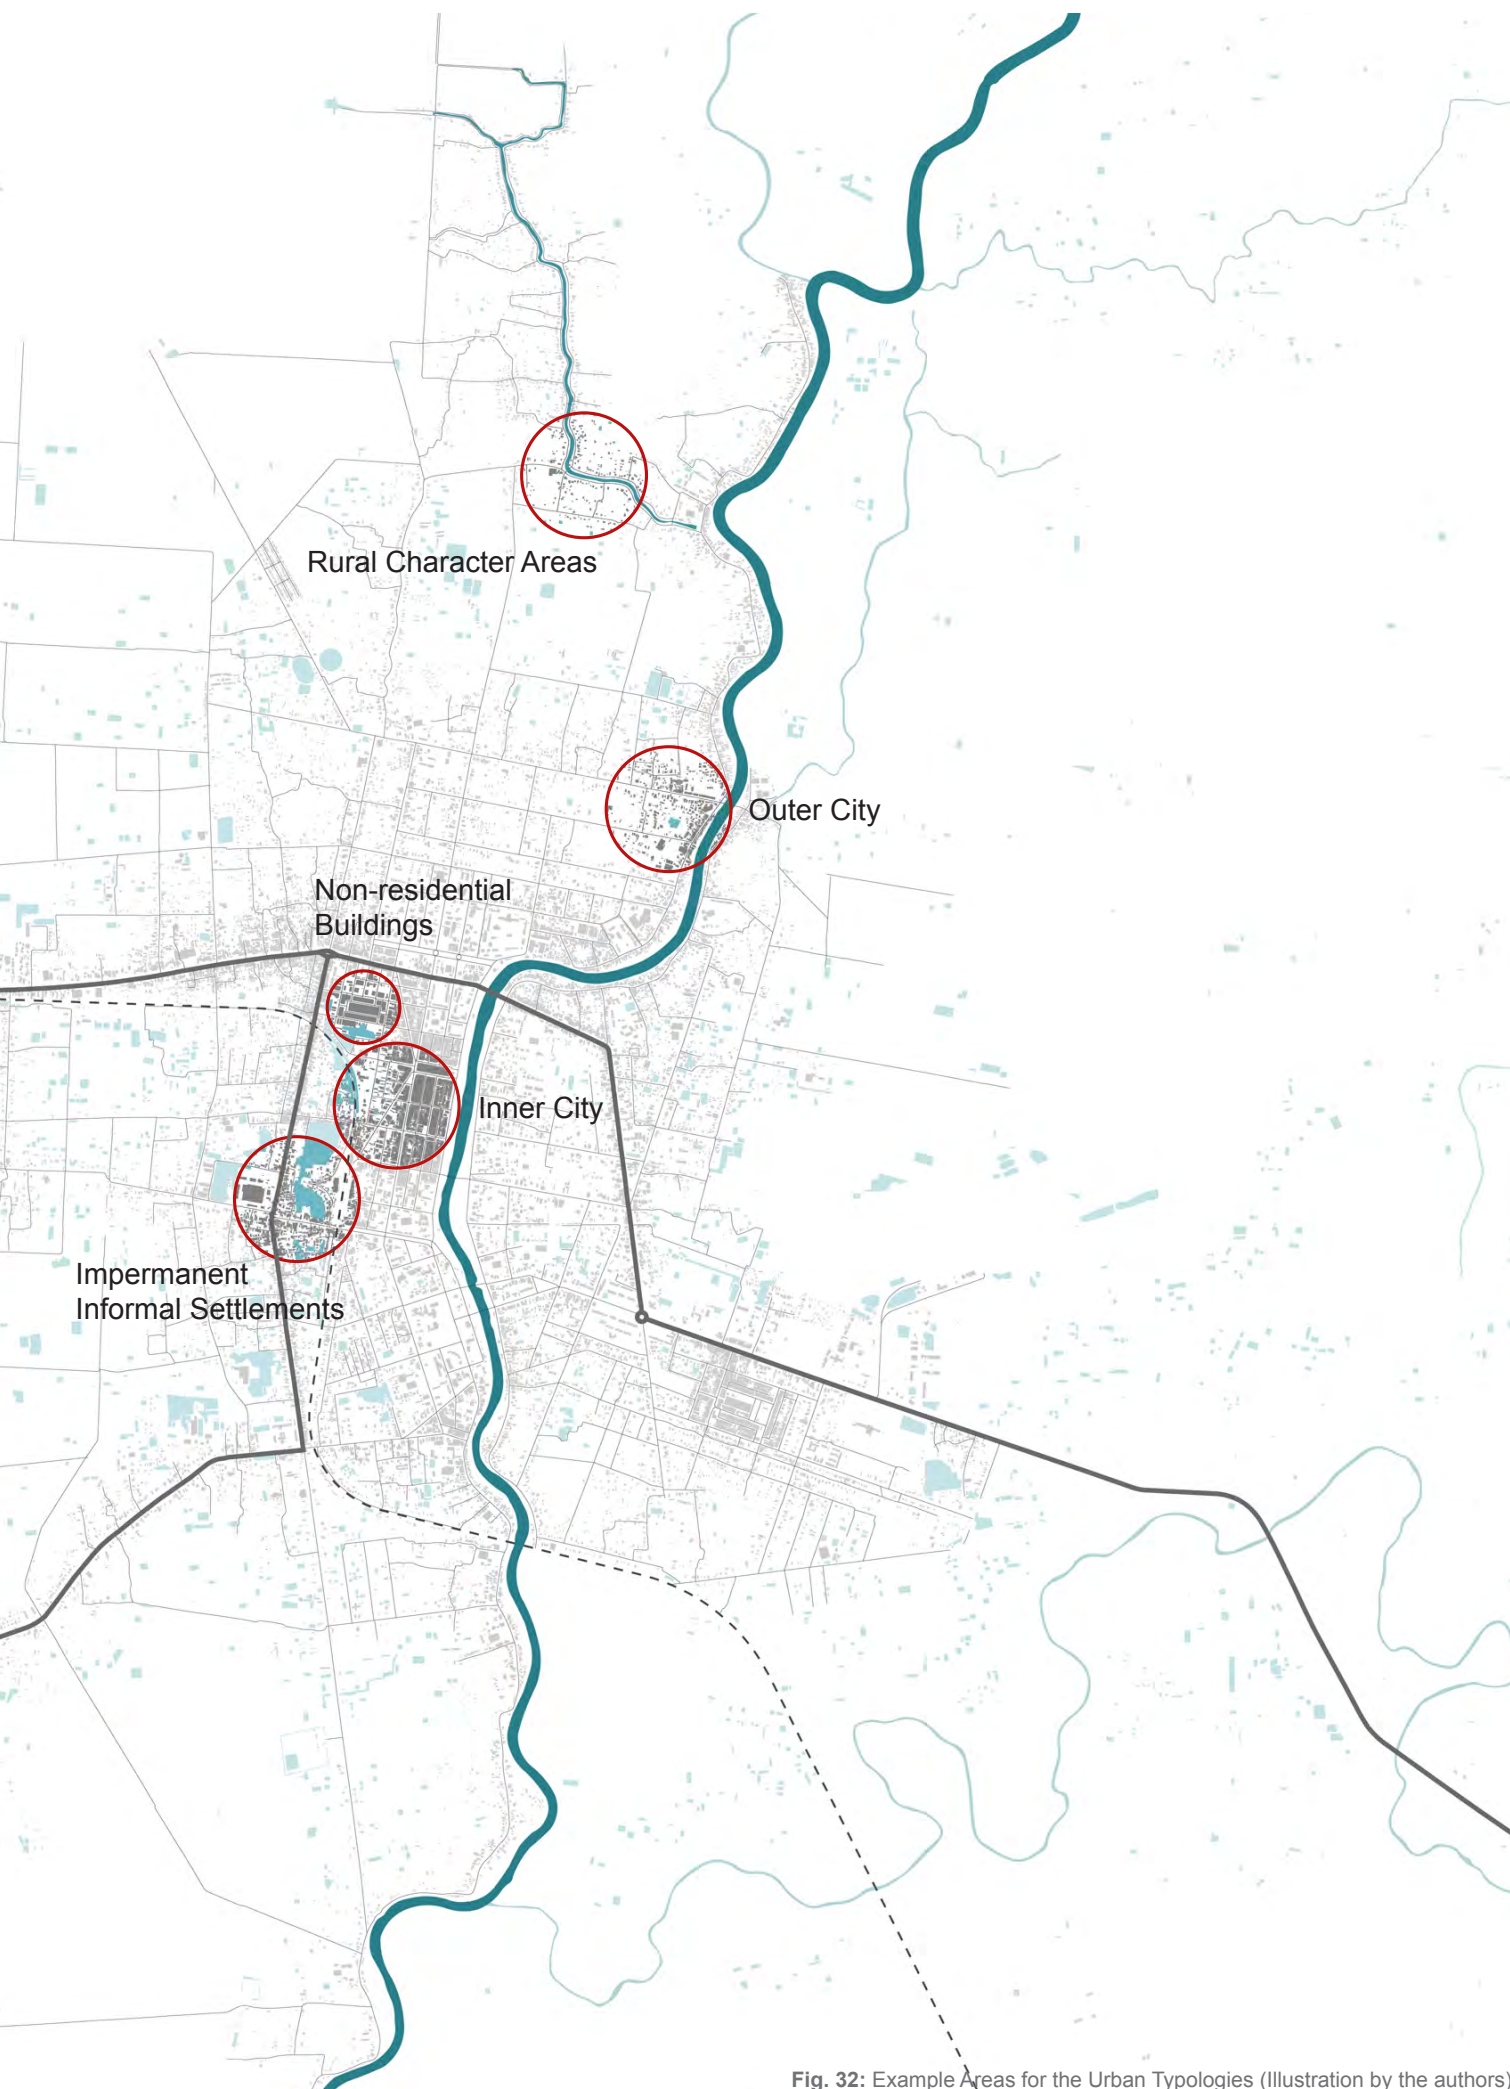 Rural Character Areas
Outer City
Non-residential
Buildings
Inner City
Impermanent
Informal Settlements
Fig. 32: Example Areas for the Urban Typologies (Illustration by the authors)